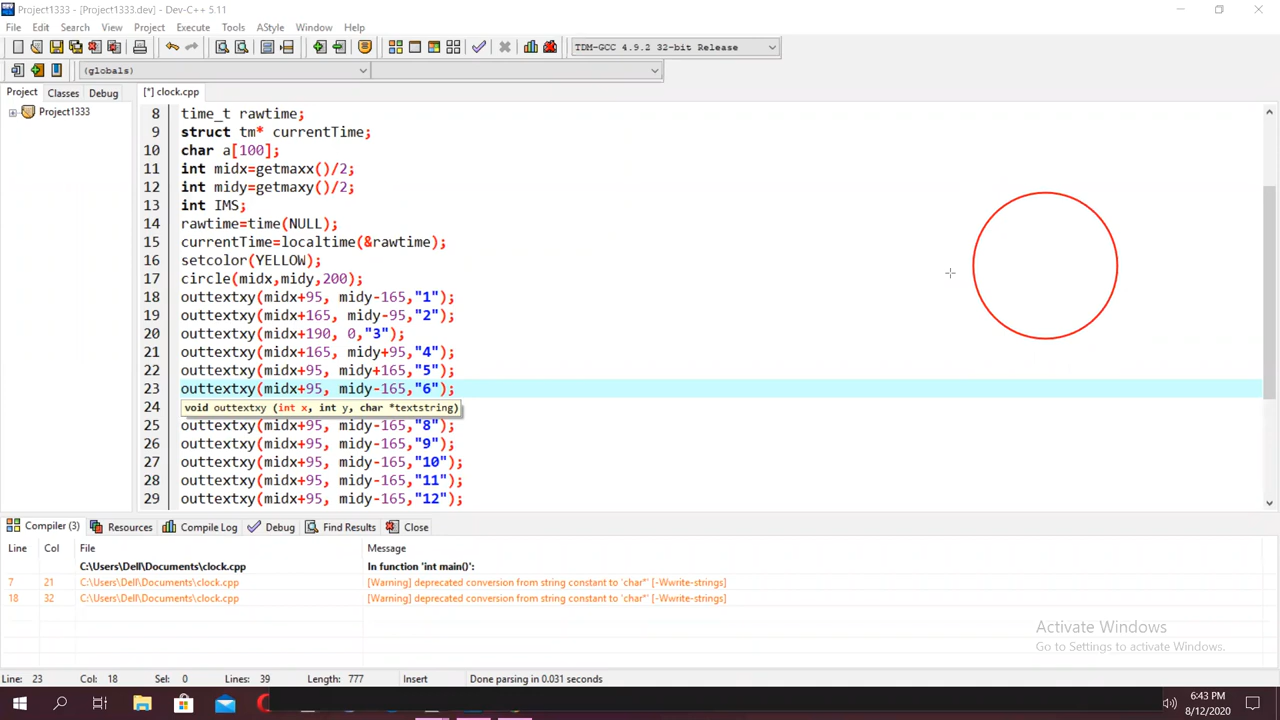 Project1333 - [Project1333.dev] - Dev-C++ 5.11
File Edit Search View Project Execute Tools AStyle Window Help
TDM-GCC 4.9.2 32-bit Release
(globals)
Project Classes Debug [*] clock.cpp
Project1333
8 time_t rawtime;
9 struct tm* currentTime;
10 char a[100];
11 int midx=getmaxx()/2;
12 int midy=getmaxy()/2;
13 int IMS;
14 rawtime=time(NULL);
15 currentTime=localtime(&rawtime);
16 setcolor(YELLOW);
17 circle(midx,midy,200);
18 outtextxy(midx+95, midy-165,"1");
19 outtextxy(midx+165, midy-95,"2");
20 outtextxy(midx+190, 0,"3");
21 outtextxy(midx+165, midy+95,"4");
22 outtextxy(midx+95, midy+165,"5");
23 outtextxy(midx+95, midy-165,"6");
24 void outtextxy (int x, int y, char *textstring)
25 outtextxy(midx+95, midy-165,"8");
26 outtextxy(midx+95, midy-165,"9");
27 outtextxy(midx+95, midy-165,"10");
28 outtextxy(midx+95, midy-165,"11");
29 outtextxy(midx+95, midy-165,"12");
Compiler (3) Resources Compile Log Debug Find Results Close
Line Col File Message
C:\Users\Dell\Documents\clock.cpp In function 'int main()':
7 21 C:\Users\Dell\Documents\clock.cpp [Warning] deprecated conversion from string constant to 'char*' [-Wwrite-strings]
18 32 C:\Users\Dell\Documents\clock.cpp [Warning] deprecated conversion from string constant to 'char*' [-Wwrite-strings]
Activate Windows
Go to Settings to activate Windows.
Line: 23 Col: 18 Sel: 0 Lines: 39 Length: 777 Insert Done parsing in 0.031 seconds
6:43 PM
8/12/2020